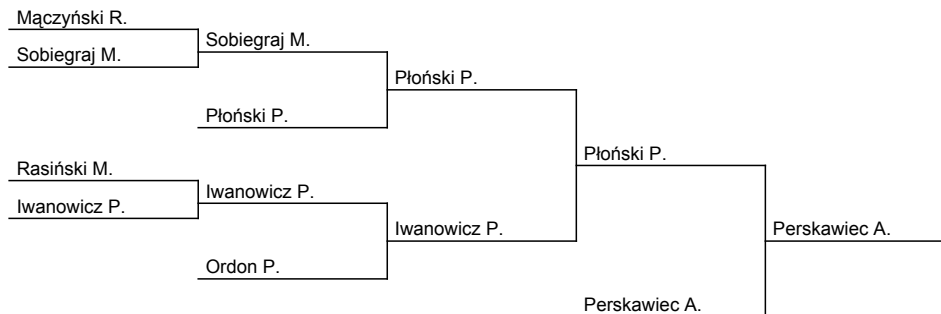 Mączyński R.
Sobiegraj M.
Sobiegraj M.
Płoński P.
Płoński P.
Rasiński M.
Płoński P.
Iwanowicz P.
Iwanowicz P.
Iwanowicz P.
Perskawiec A.
Ordon P.
Perskawiec A.